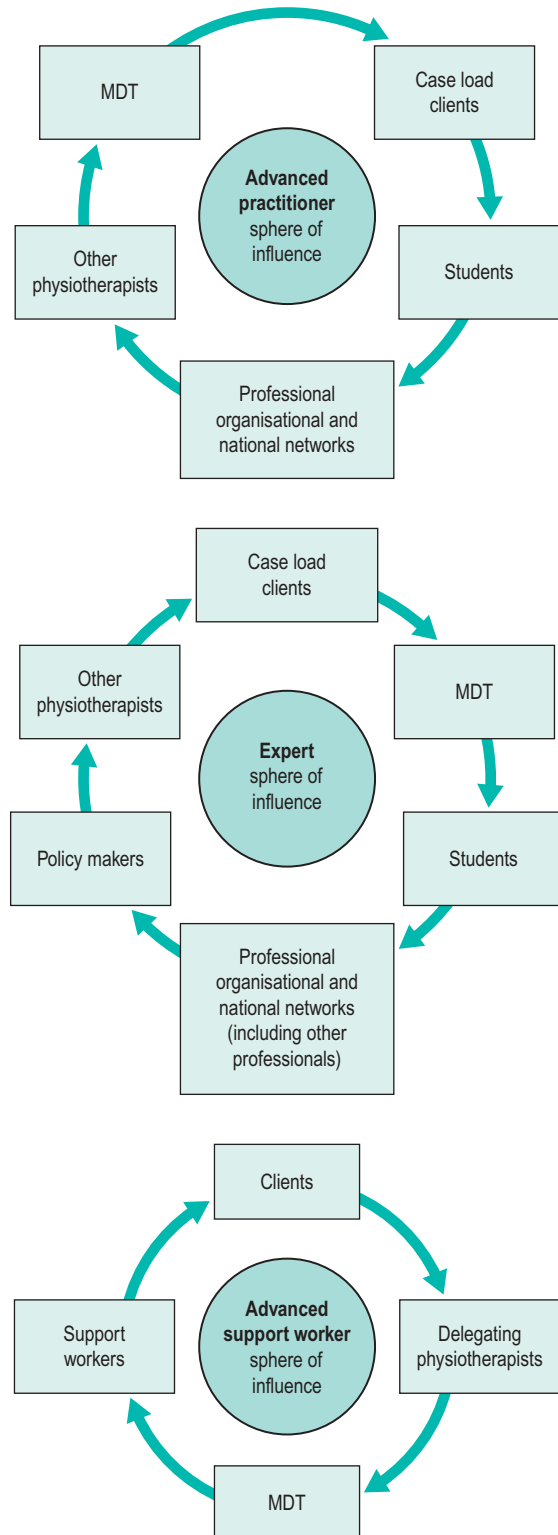 MDT
Case load
clients
Advanced
practitioner
sphere of
influence
Other
physiotherapists
Students
Professional
organisational and
national networks
Case load
clients
Other
physiotherapists
MDT
Expert
sphere of
influence
Policy makers
Students
Professional
organisational and
national networks
(including other
professionals)
Clients
Support
workers
Advanced
support worker
sphere of
influence
Delegating
physiotherapists
MDT